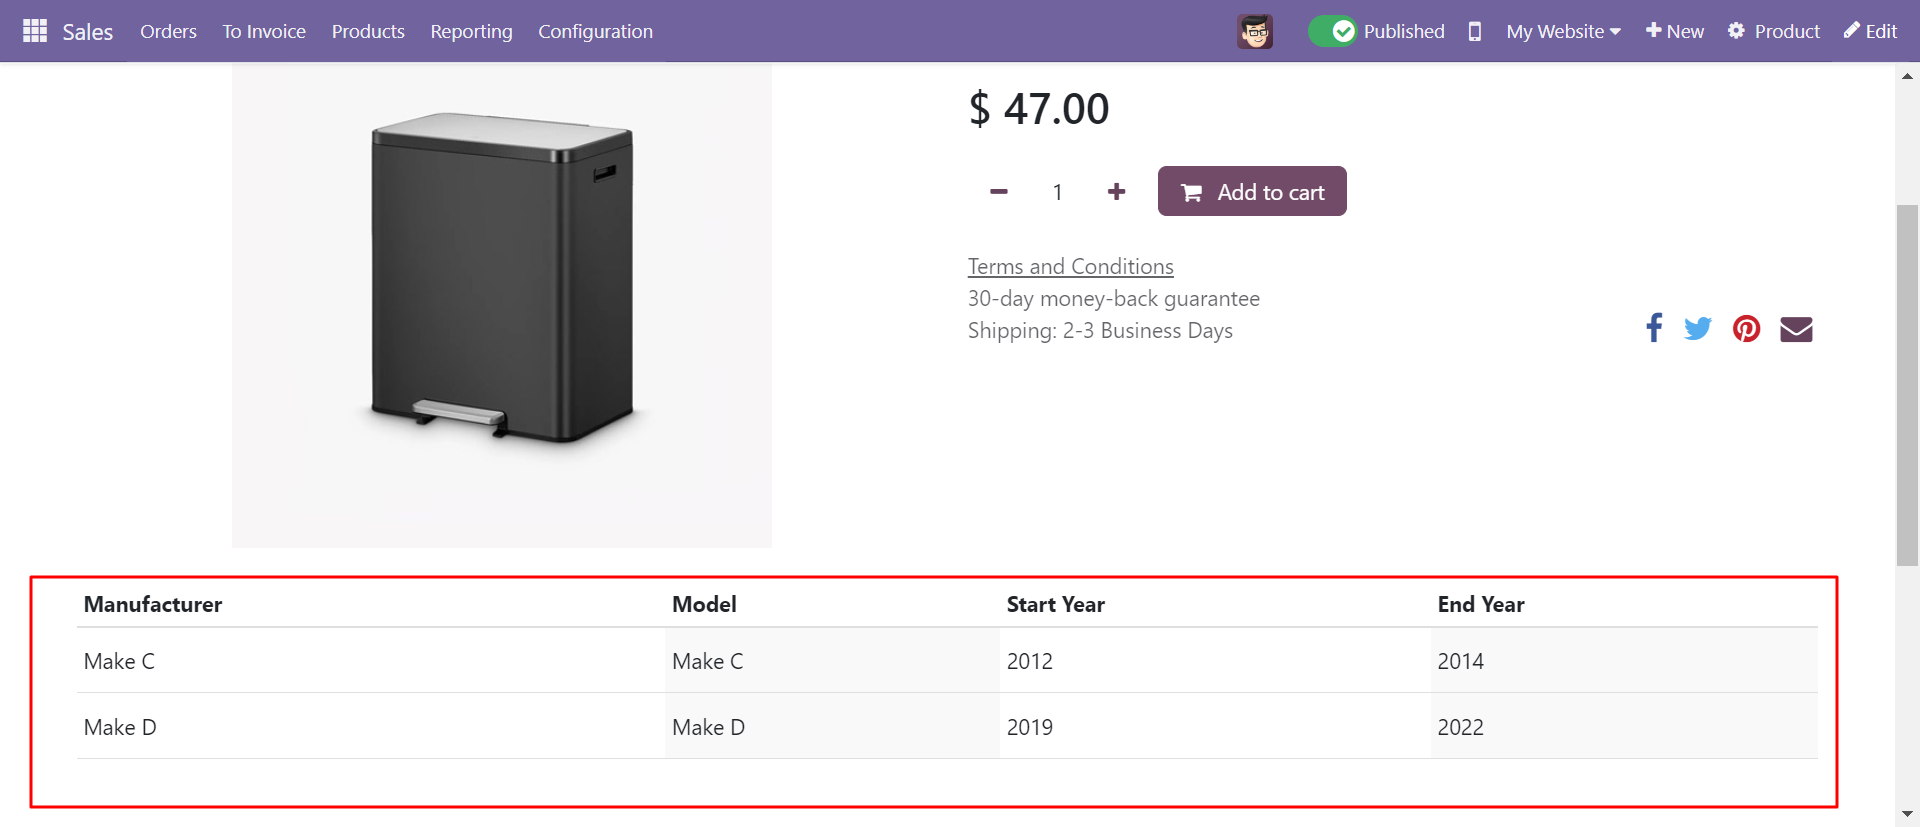 Sales Orders To Invoice Products Reporting Configuration Published My Website New Product Edit
$ 47.00
1 Add to cart
Terms and Conditions
30-day money-back guarantee
Shipping: 2-3 Business Days
Manufacturer Model Start Year End Year
Make C Make C 2012 2014
Make D Make D 2019 2022